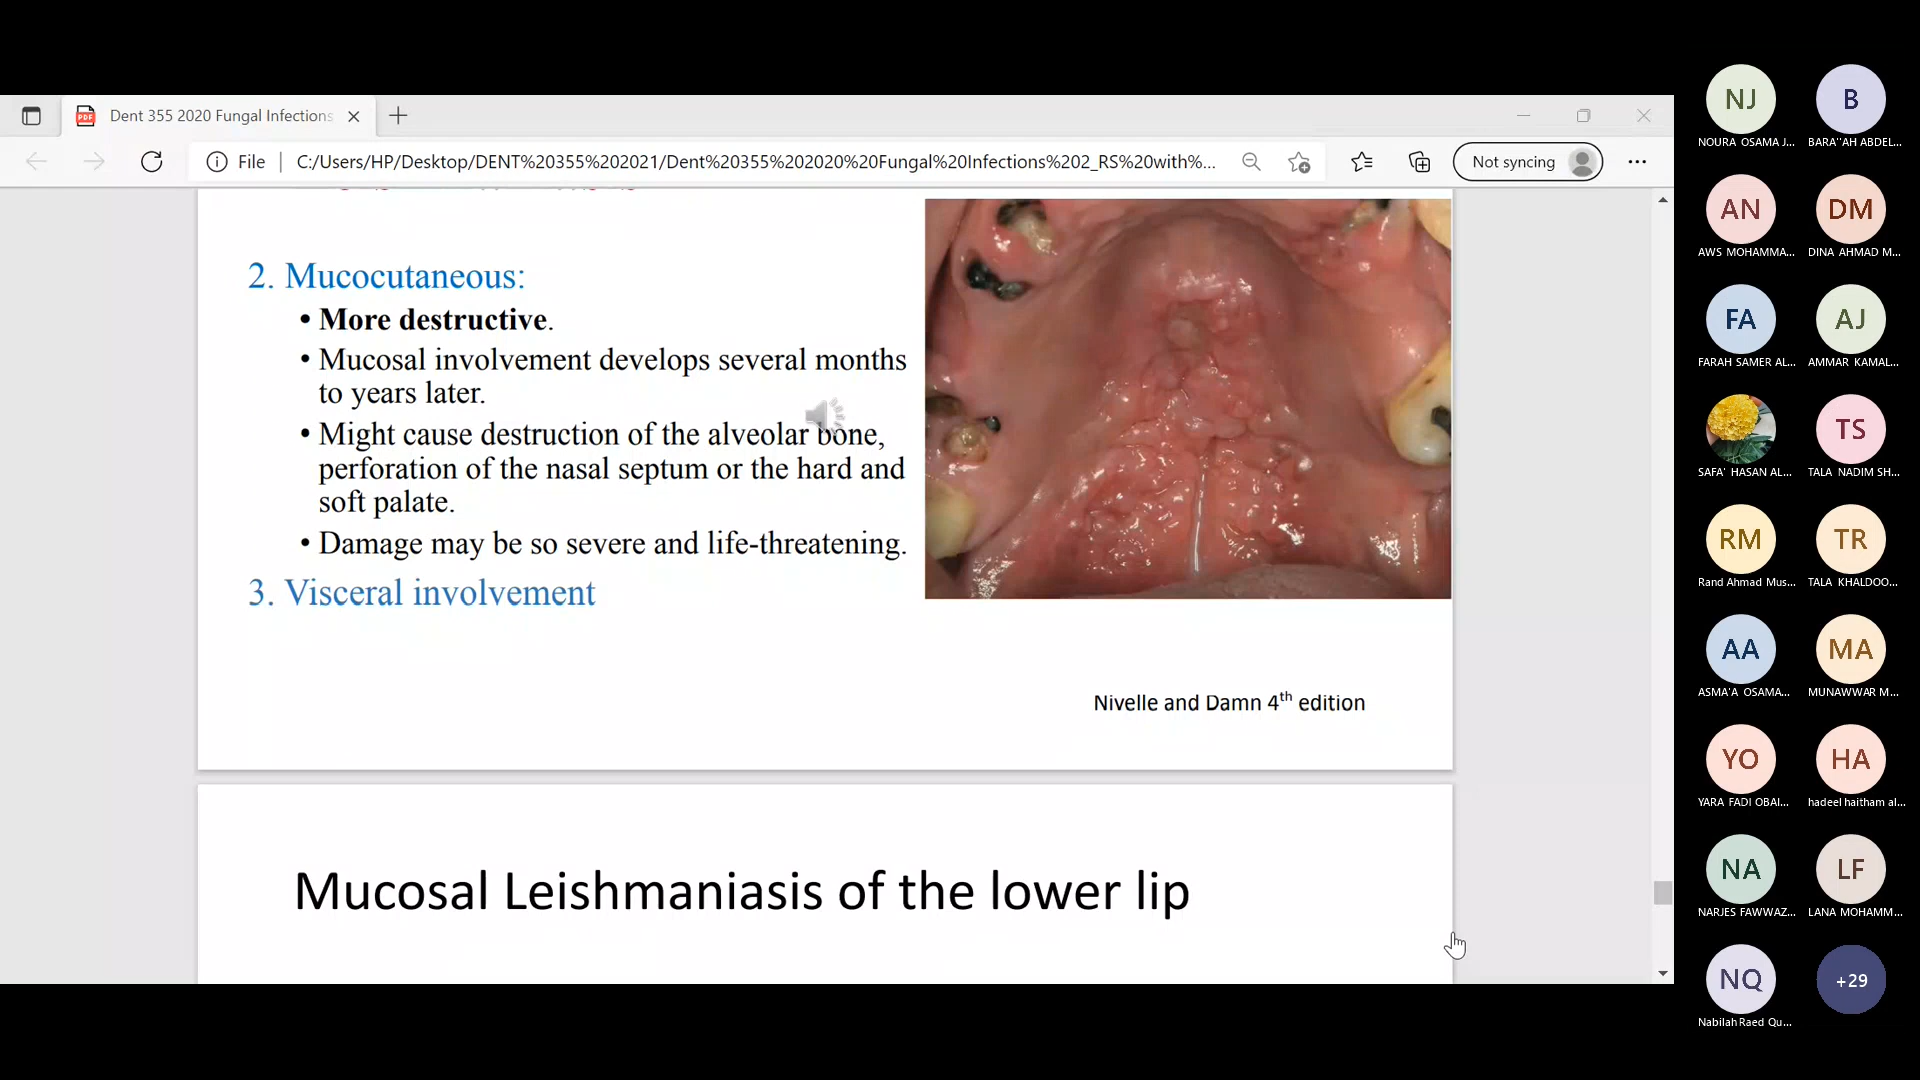 Dent 355 2020 Fungal Infections
File
C:/Users/HP/Desktop/DENT%20355%202021/Dent%20355%202020%20Fungal%20Infections%202_RS%20with%...
Not syncing
2. Mucocutaneous:
• More destructive.
• Mucosal involvement develops several months
to years later.
• Might cause destruction of the alveolar bone,
perforation of the nasal septum or the hard and
soft palate.
• Damage may be so severe and life-threatening.
3. Visceral involvement
Nivelle and Damn 4th edition
Mucosal Leishmaniasis of the lower lip
NJ
NOURA OSAMA J...
B
BARA''AH ABDEL...
AN
AWS MOHAMMA...
DM
DINA AHMAD M...
FA
FARAH SAMER AL...
AJ
AMMAR KAMAL...
SAFA' HASAN AL...
TS
TALA NADIM SH...
RM
Rand Ahmad Mus...
TR
TALA KHALDOO...
AA
ASMA'A OSAMA...
MA
MUNAWWAR M...
YO
YARA FADI OBAI...
HA
hadeel haitham al...
NA
NARJES FAWWAZ...
LF
LANA MOHAMM...
NQ
Nabilah Raed Qu...
+29